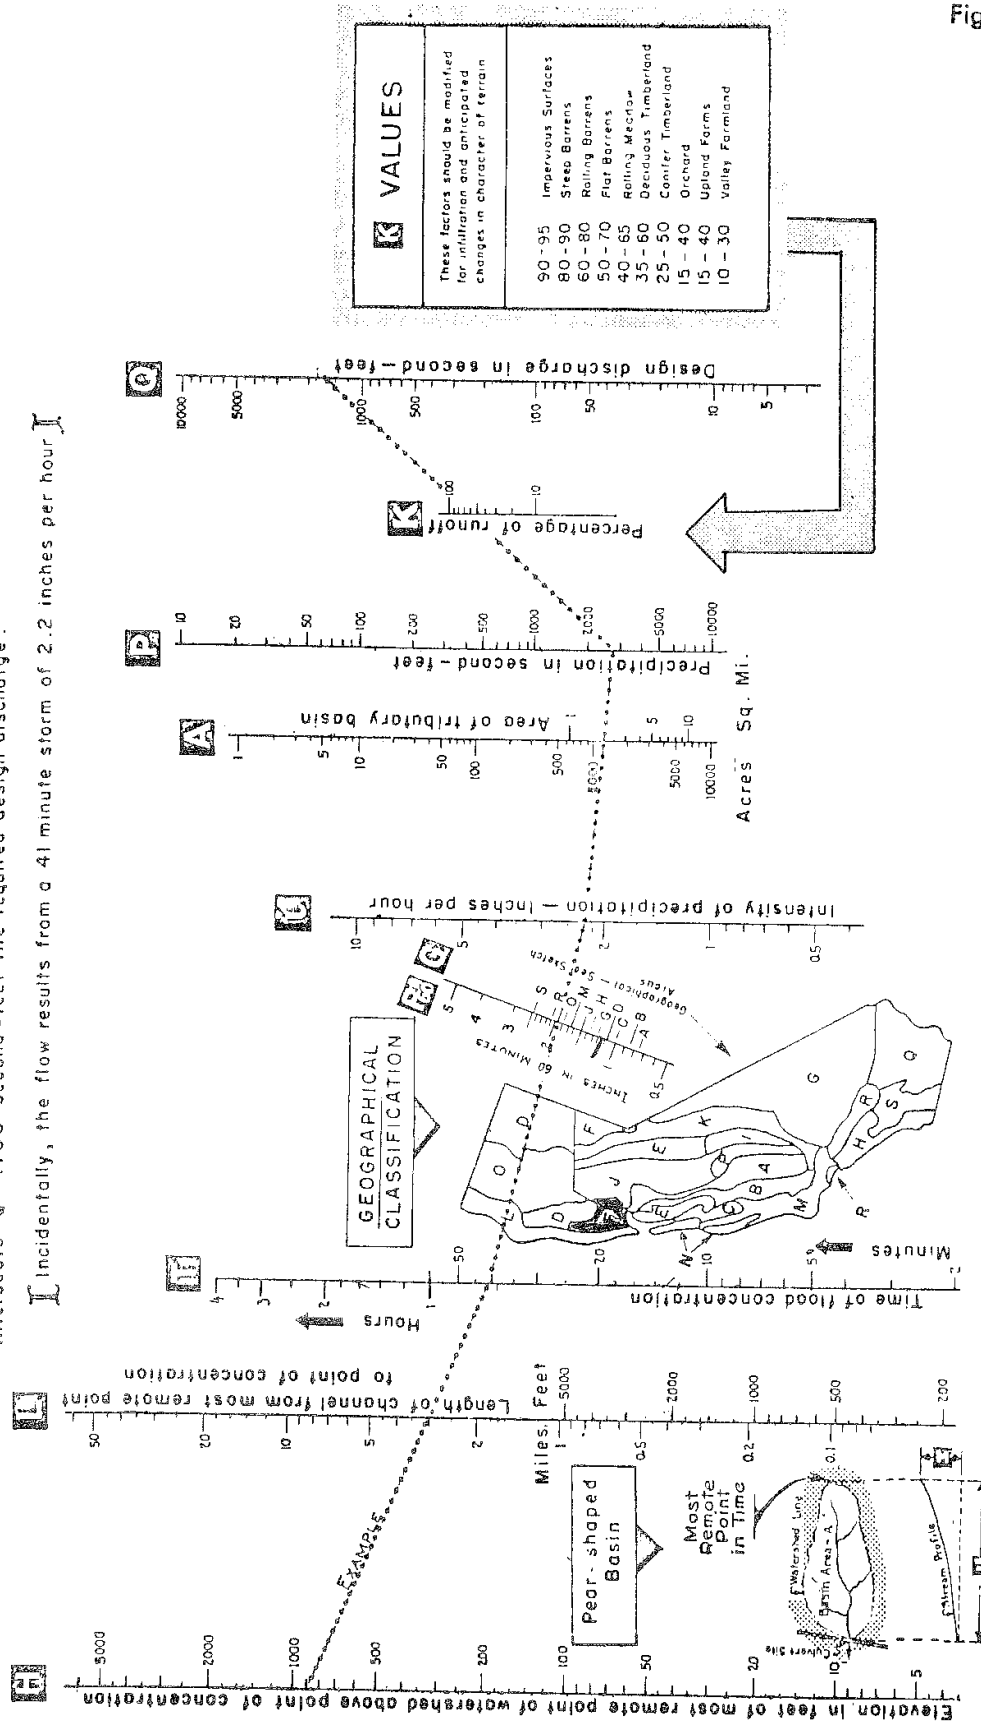 Fig
[ Incidentally, the flow results from a 41 minute storm of 2.2 inches per hour ]
H
Elevation in feet of most remote point of watershed above point of concentration
5000
2000
1000
500
200
100
50
20
10
5
EXAMPLE
L
Length of channel from most remote point
to point of concentration
50
20
10
5
2
1
0.5
0.2
0.1
Miles
Feet
5000
2000
1000
500
200
T
Time of flood concentration
4
3
2
1
Hours
50
20
10
5
2
Minutes
GEOGRAPHICAL
CLASSIFICATION
G
5
4
3
2
1
0.5
INCHES IN 60 MINUTES
S
R
O
M
J
H
G
D
C
B
A
Geographical - See Sketch
Areas
L
O
D
D
F
J
E
K
E
P
I
A
B
C
N
M
R
G
R
H
S
Q
Intensity of precipitation — Inches per hour
10
5
2
1
0.5
A
Area of tributary basin
1
5
10
50
100
500
1
5
10
5000
10000
Acres
Sq. Mi.
P
Precipitation in second-feet
10
20
50
100
200
500
1000
2000
5000
10000
K
Percentage of runoff
100
10
Q
Design discharge in second-feet
10000
5000
1000
500
100
50
10
5
K VALUES
These factors should be modified
for infiltration and anticipated
changes in character of terrain
90 - 95 Impervious Surfaces
80 - 90 Steep Barrens
60 - 80 Rolling Barrens
50 - 70 Flat Barrens
40 - 65 Rolling Meadow
35 - 60 Deciduous Timberland
25 - 50 Conifer Timberland
15 - 40 Orchard
15 - 40 Upland Farms
10 - 30 Valley Farmland
Pear-shaped
Basin
Most
Remote
Point
in Time
Watershed Line
Basin Area - A
Culvert Site
Stream Profile
H
L